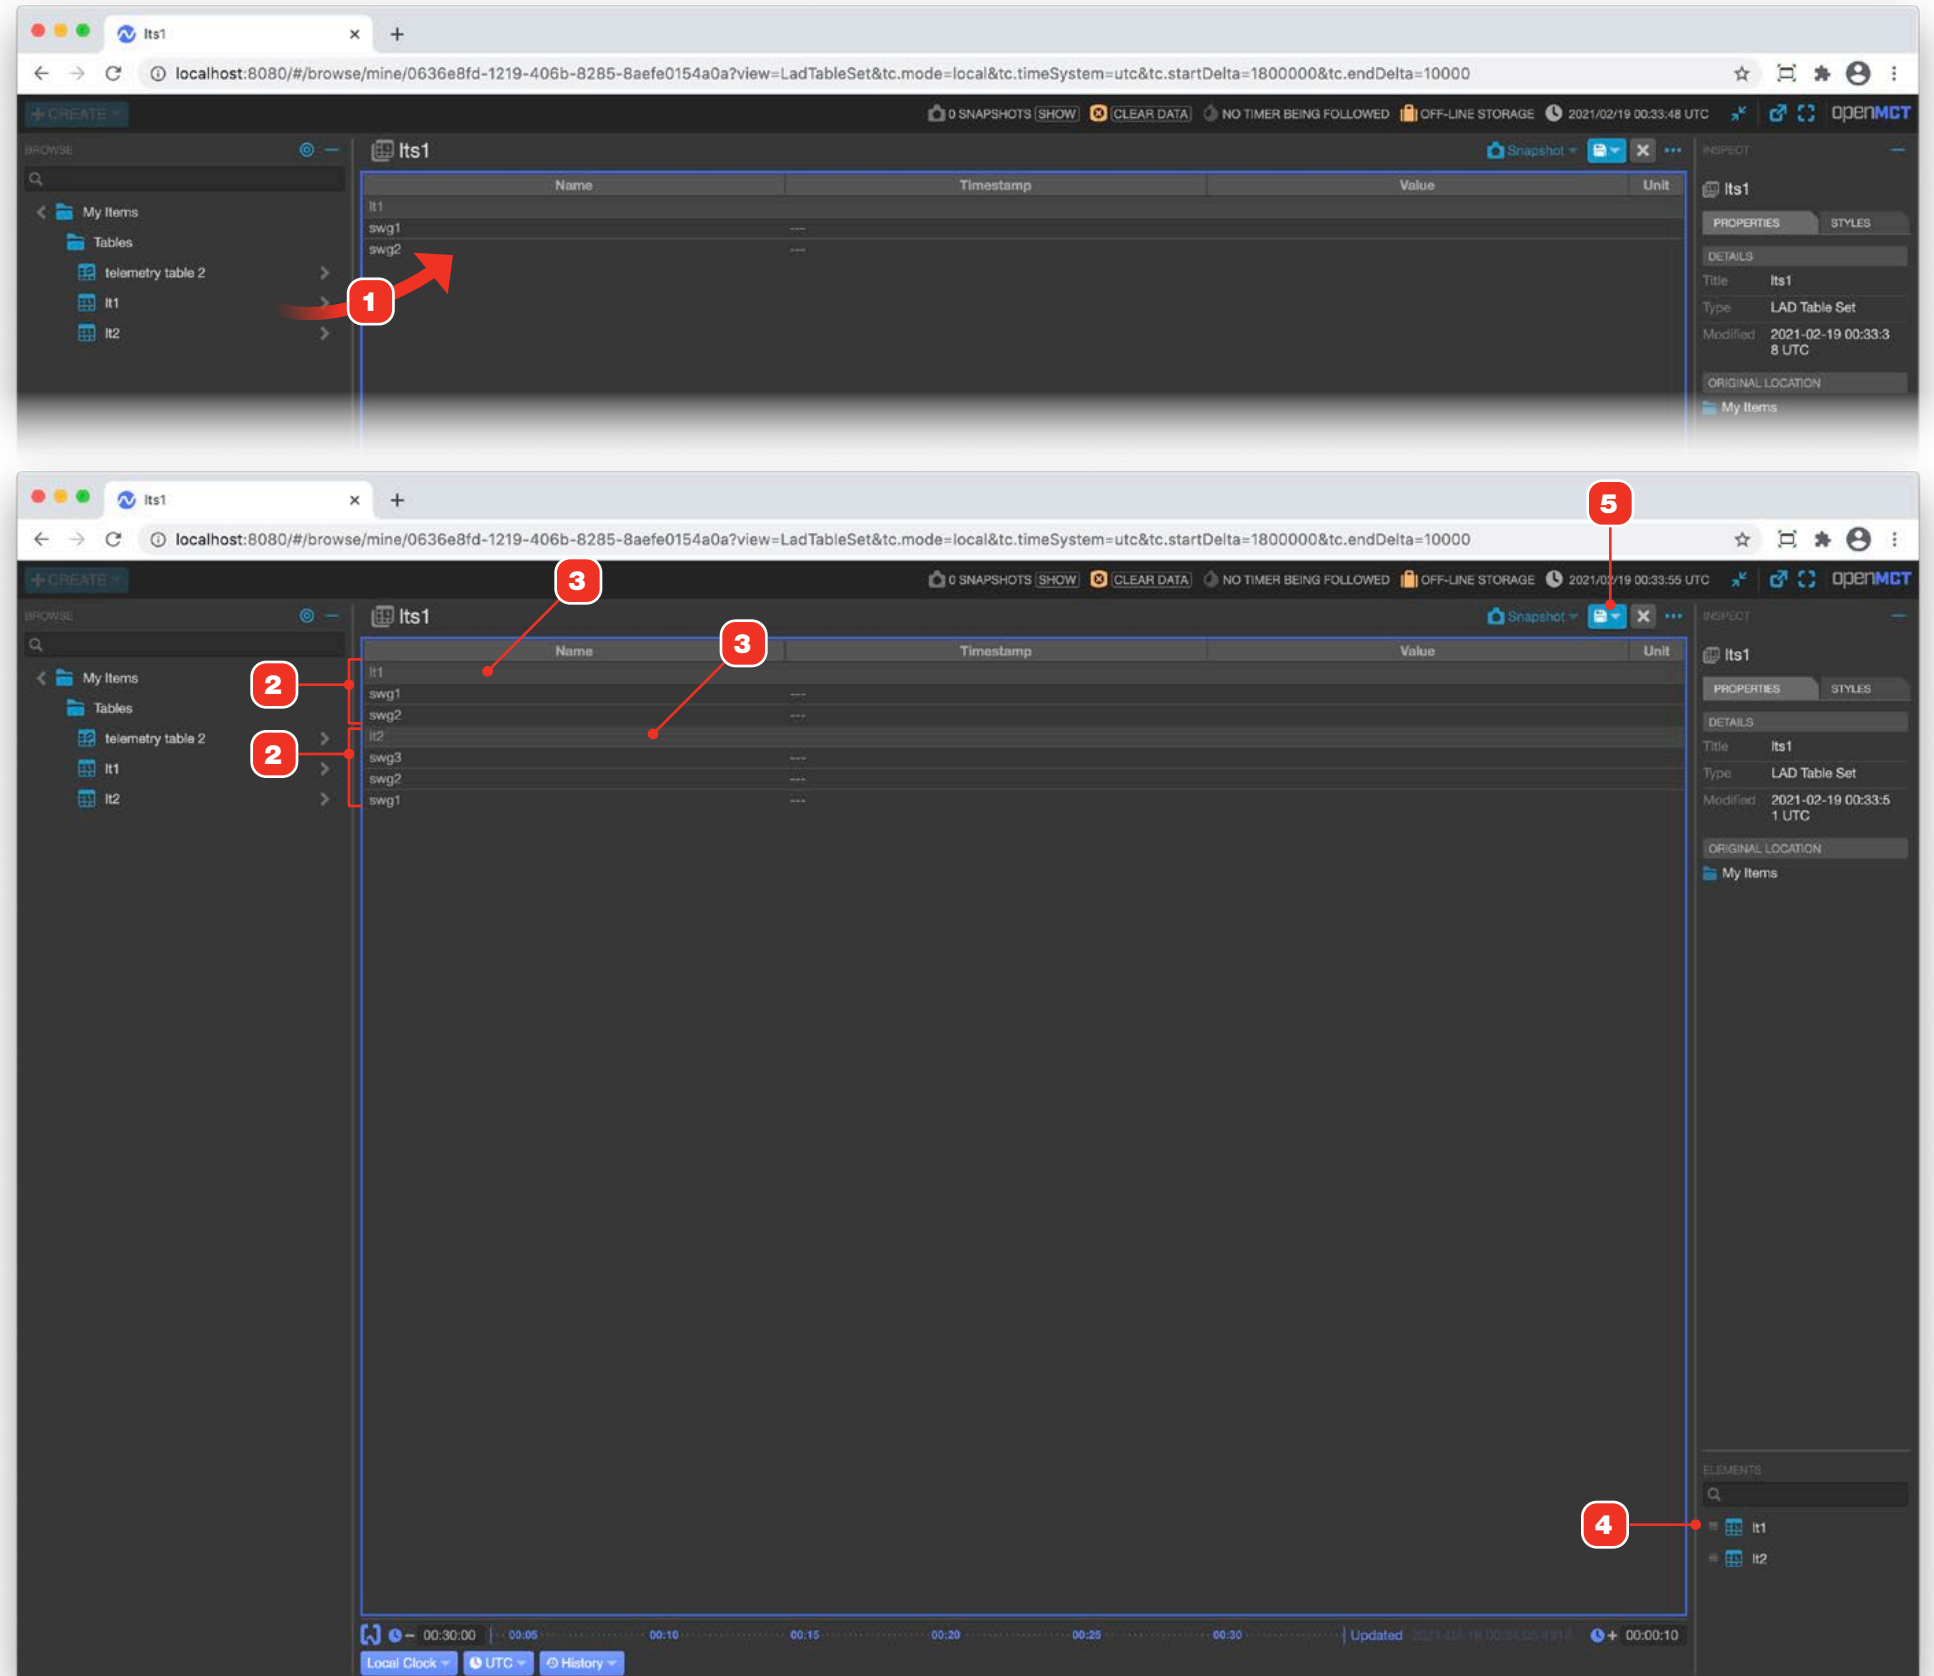 lts1
localhost:8080/#/browse/mine/0636e8fd-1219-406b-8285-8aefe0154a0a?view=LadTableSet&tc.mode=local&tc.timeSystem=utc&tc.startDelta=1800000&tc.endDelta=10000
+ CREATE
0 SNAPSHOTS SHOW CLEAR DATA NO TIMER BEING FOLLOWED OFF-LINE STORAGE 2021/02/19 00:33:48 UTC openMCT
BROWSE
lts1
Snapshot
INSPECT
Name Timestamp Value Unit
lt1
swg1 ---
swg2 ---
My Items
Tables
telemetry table 2
lt1
lt2
1
lts1
PROPERTIES STYLES
DETAILS
Title lts1
Type LAD Table Set
Modified 2021-02-19 00:33:3
8 UTC
ORIGINAL LOCATION
My Items
lts1
5
localhost:8080/#/browse/mine/0636e8fd-1219-406b-8285-8aefe0154a0a?view=LadTableSet&tc.mode=local&tc.timeSystem=utc&tc.startDelta=1800000&tc.endDelta=10000
+ CREATE
3
0 SNAPSHOTS SHOW CLEAR DATA NO TIMER BEING FOLLOWED OFF-LINE STORAGE 2021/02/19 00:33:55 UTC openMCT
BROWSE
lts1
Snapshot
INSPECT
3
Name Timestamp Value Unit
lt1
swg1 ---
swg2 ---
lt2
swg3 ---
swg2 ---
swg1 ---
My Items
Tables
telemetry table 2
lt1
lt2
2
2
lts1
PROPERTIES STYLES
DETAILS
Title lts1
Type LAD Table Set
Modified 2021-02-19 00:33:5
1 UTC
ORIGINAL LOCATION
My Items
ELEMENTS
4
lt1
lt2
- 00:30:00 00:05 00:10 00:15 00:20 00:25 00:30 Updated + 00:00:10
Local Clock UTC History